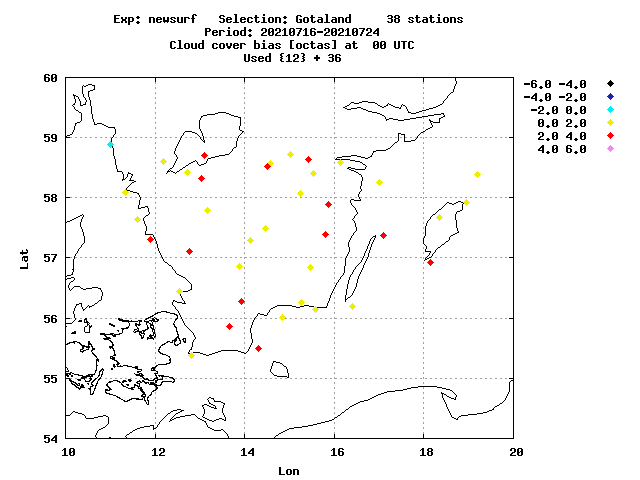 Exp: newsurf   Selection: Gotaland     38 stations
Period: 20210716-20210724
Cloud cover bias [octas] at  00 UTC
Used {12} + 36
-6.0 -4.0
-4.0 -2.0
-2.0 0.0
0.0 2.0
2.0 4.0
4.0 6.0
60
59
58
57
56
55
54
Lat
10 12 14 16 18 20
Lon